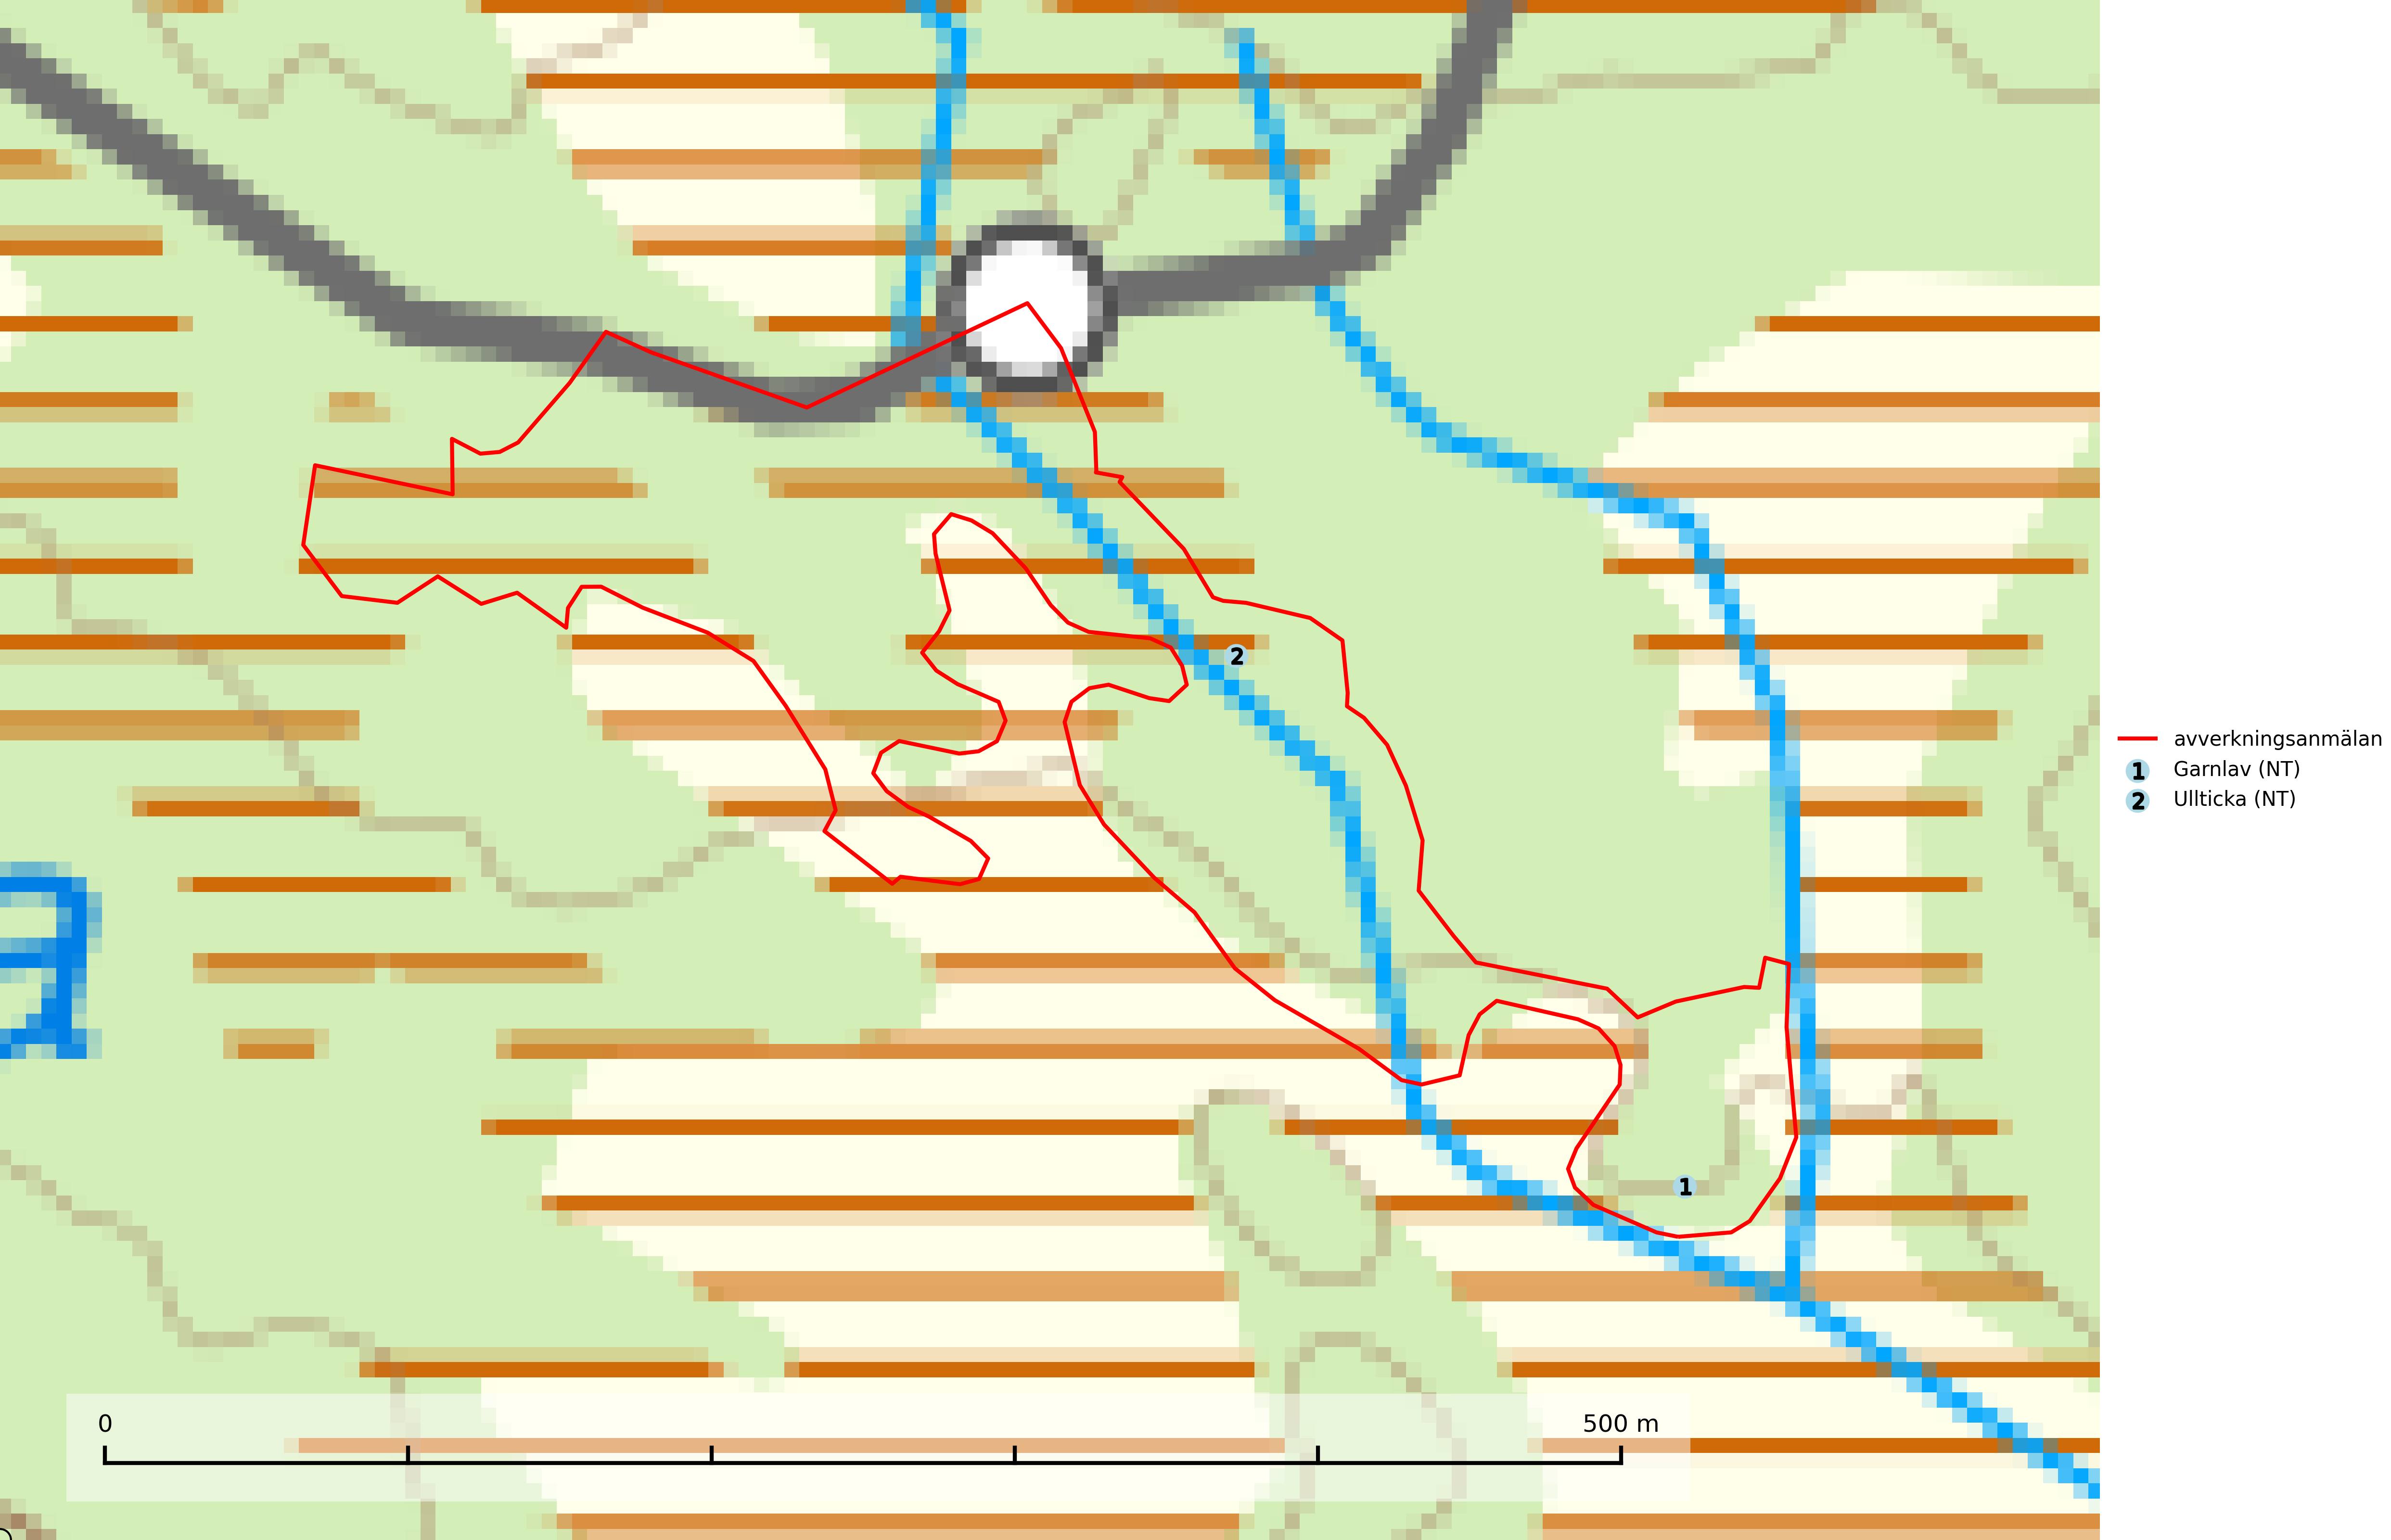 2
avverkningsanmälan
1 Garnlav (NT)
2 Ullticka (NT)
1
0 500 m